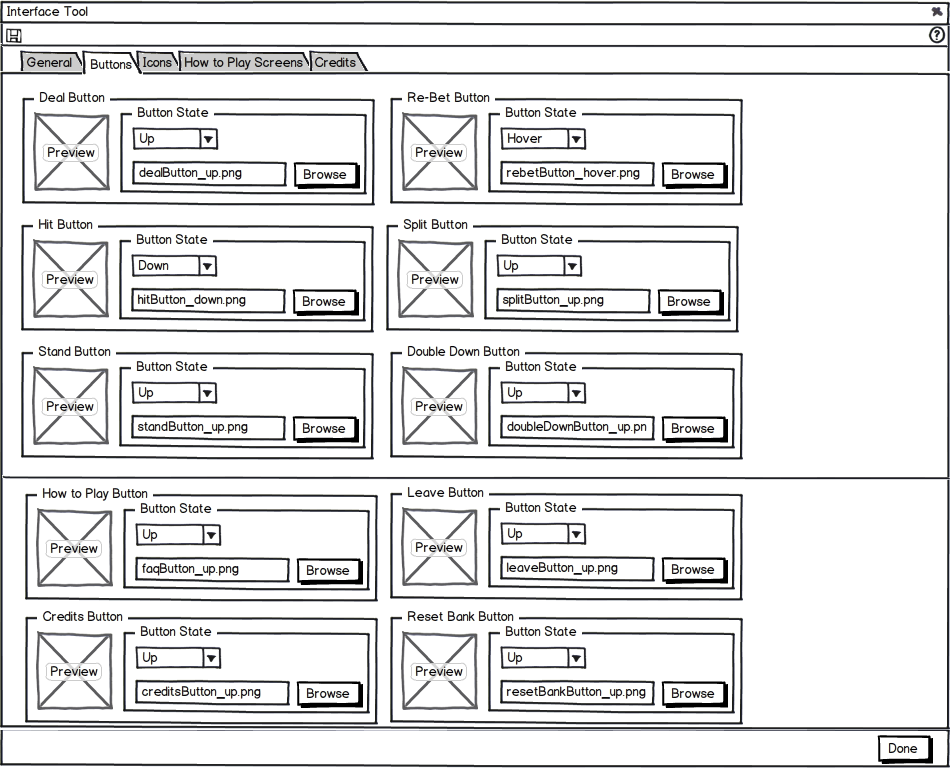 Interface Tool
?
General Buttons Icons How to Play Screens Credits
Deal Button
Button State
Preview
Up
dealButton_up.png Browse
Re-Bet Button
Button State
Preview
Hover
rebetButton_hover.png Browse
Hit Button
Button State
Preview
Down
hitButton_down.png Browse
Split Button
Button State
Preview
Up
splitButton_up.png Browse
Stand Button
Button State
Preview
Up
standButton_up.png Browse
Double Down Button
Button State
Preview
Up
doubleDownButton_up.pn Browse
How to Play Button
Button State
Preview
Up
faqButton_up.png Browse
Leave Button
Button State
Preview
Up
leaveButton_up.png Browse
Credits Button
Button State
Preview
Up
creditsButton_up.png Browse
Reset Bank Button
Button State
Preview
Up
resetBankButton_up.png Browse
Done